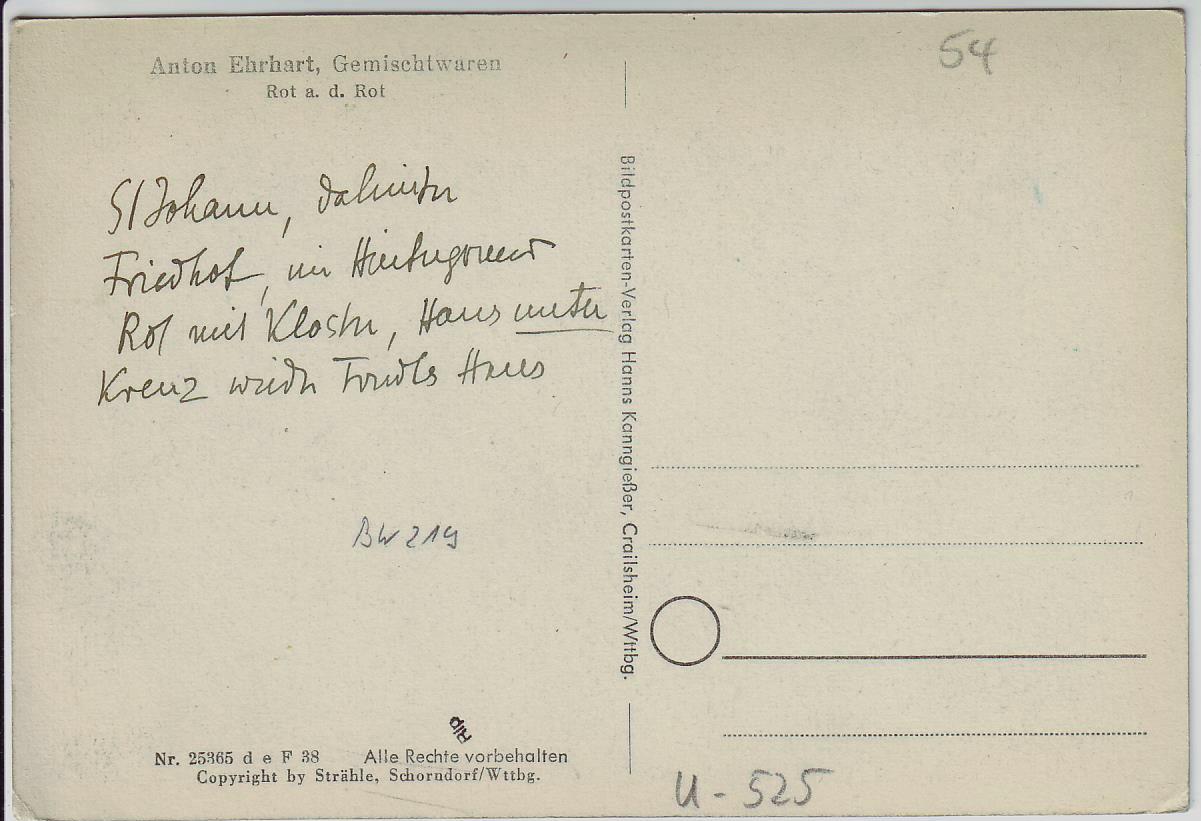 Anton Ehrhart, Gemischtwaren
Rot a. d. Rot
54
St Johann, dahinter
Friedhof, im Hintergrund
Rot mit Kloster, Haus unter
Kreuz
Haus
BW 219
Bildpostkarten-Verlag Hanns Kanngießer, Crailsheim/Wttbg.
Rip
Nr. 25365 d e F 38 Alle Rechte vorbehalten
Copyright by Strähle, Schorndorf/Wttbg.
U - 525